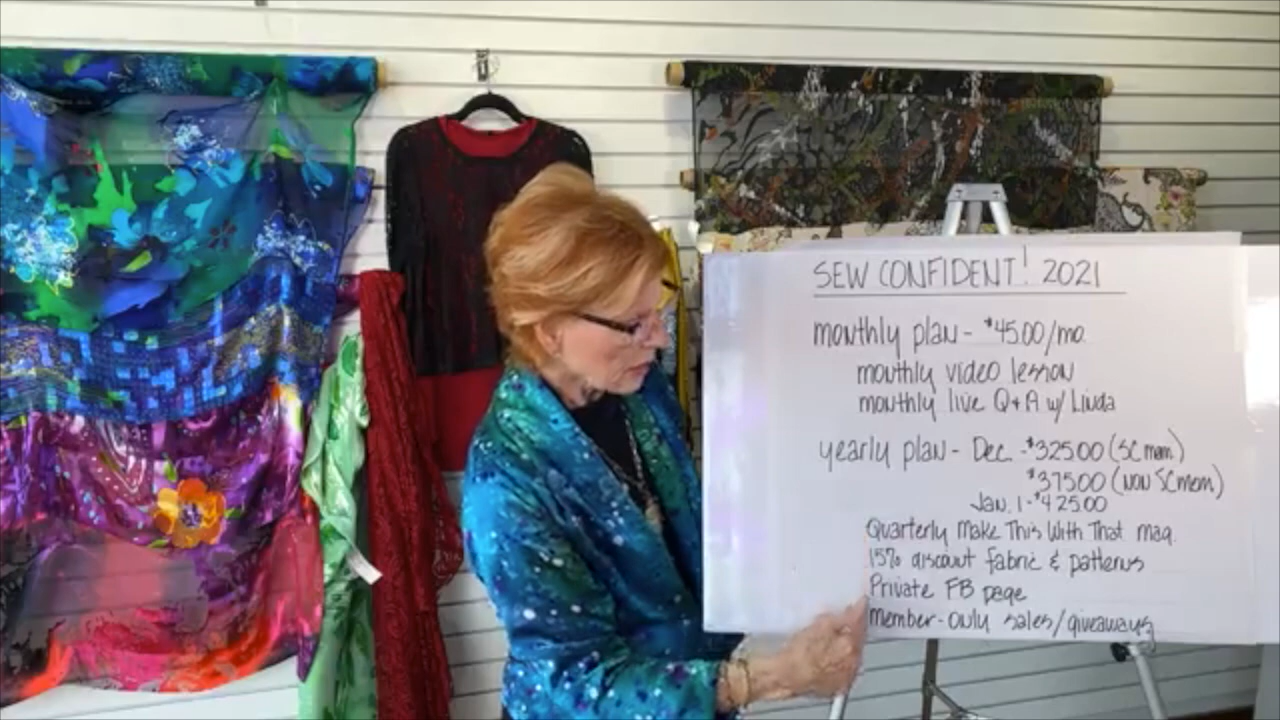 SEW CONFIDENT! 2021
monthly plan - $45.00/mo.
monthly video lesson
monthly live Q+A w/ Linda
yearly plan - Dec. - $325.00 (SC mem.)
$375.00 (NON SC mem)
Jan. 1 - $425.00
Quarterly Make This With That mag.
15% discount fabric & patterns
Private FB page
member-only sales/giveaways